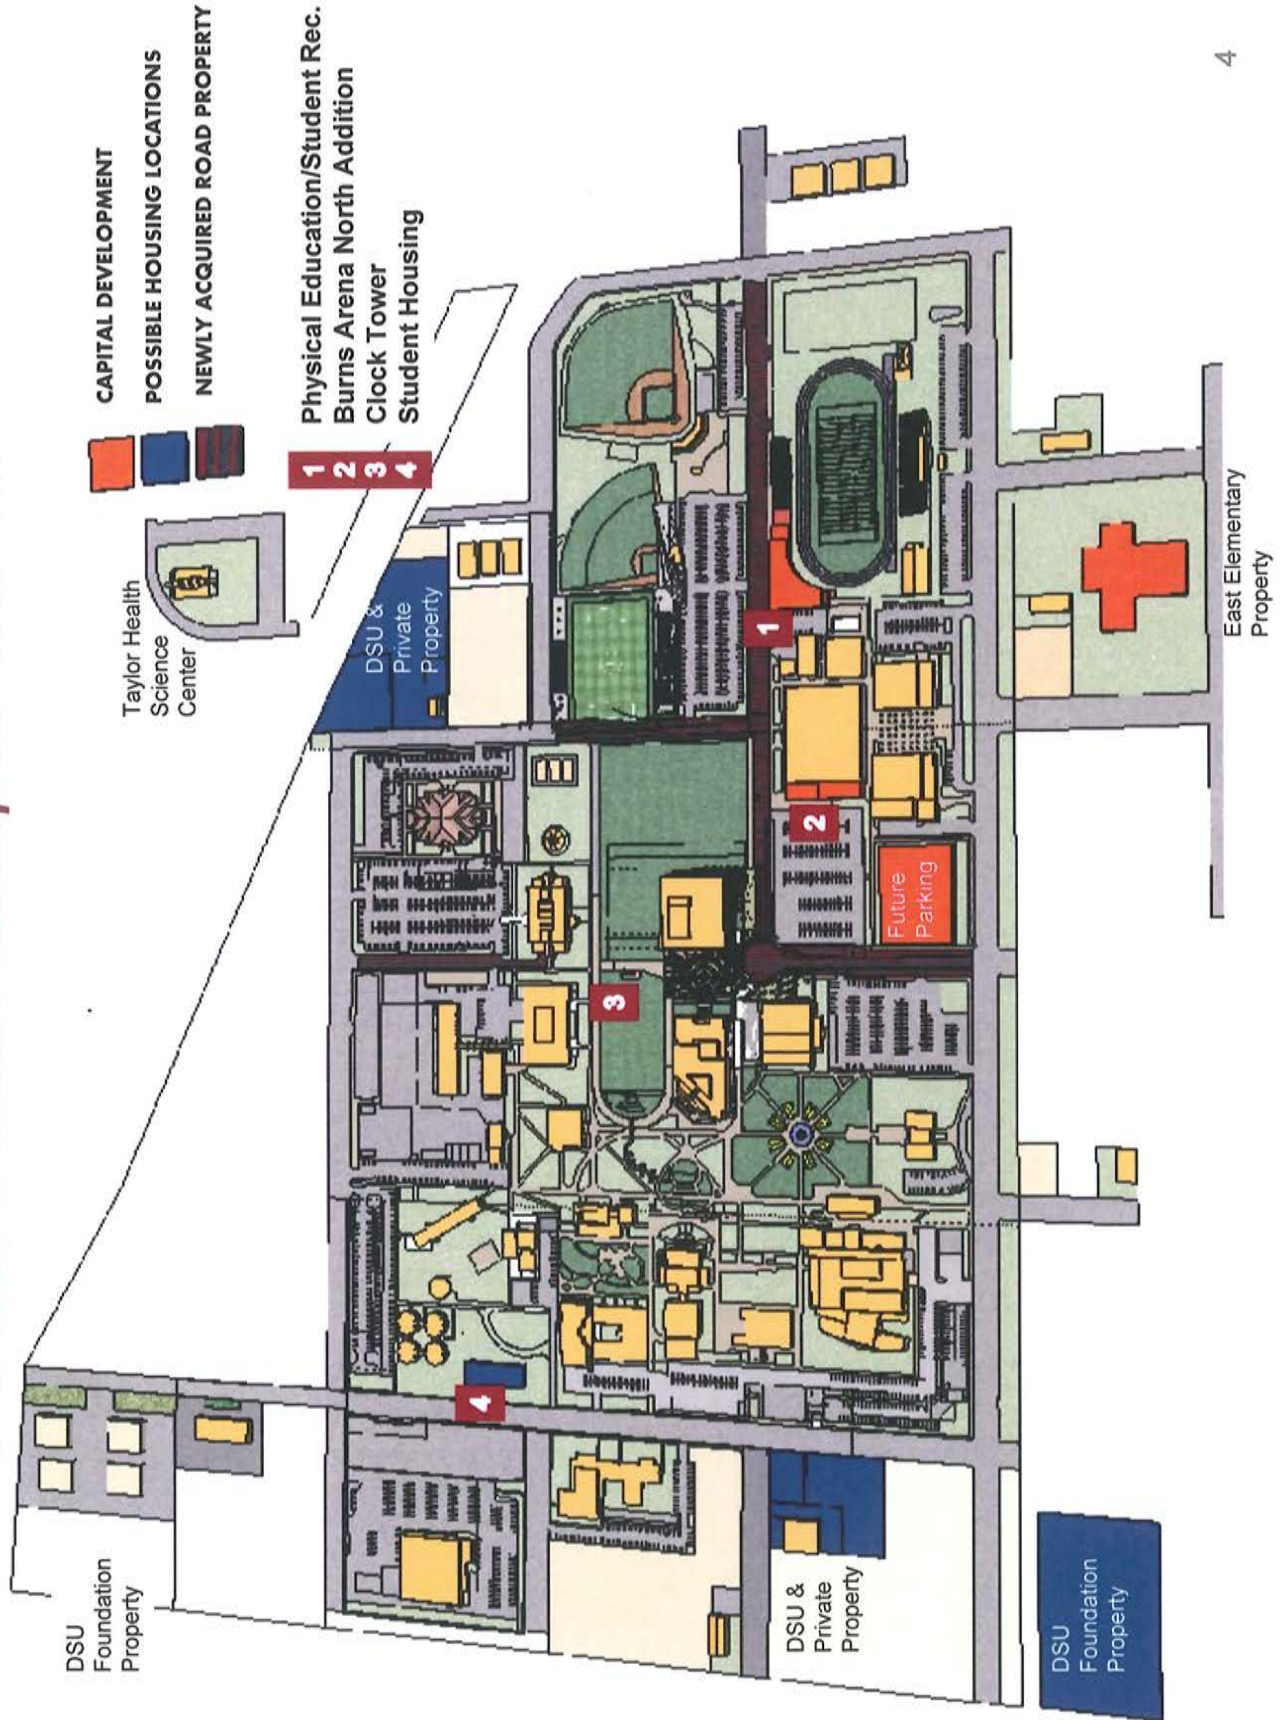 CAPITAL DEVELOPMENT
POSSIBLE HOUSING LOCATIONS
NEWLY ACQUIRED ROAD PROPERTY
1 Physical Education/Student Rec.
2 Burns Arena North Addition
3 Clock Tower
4 Student Housing
Taylor Health
Science
Center
DSU &
Private
Property
1
2
3
4
Future
Parking
DSU
Foundation
Property
DSU &
Private
Property
DSU
Foundation
Property
East Elementary
Property
4